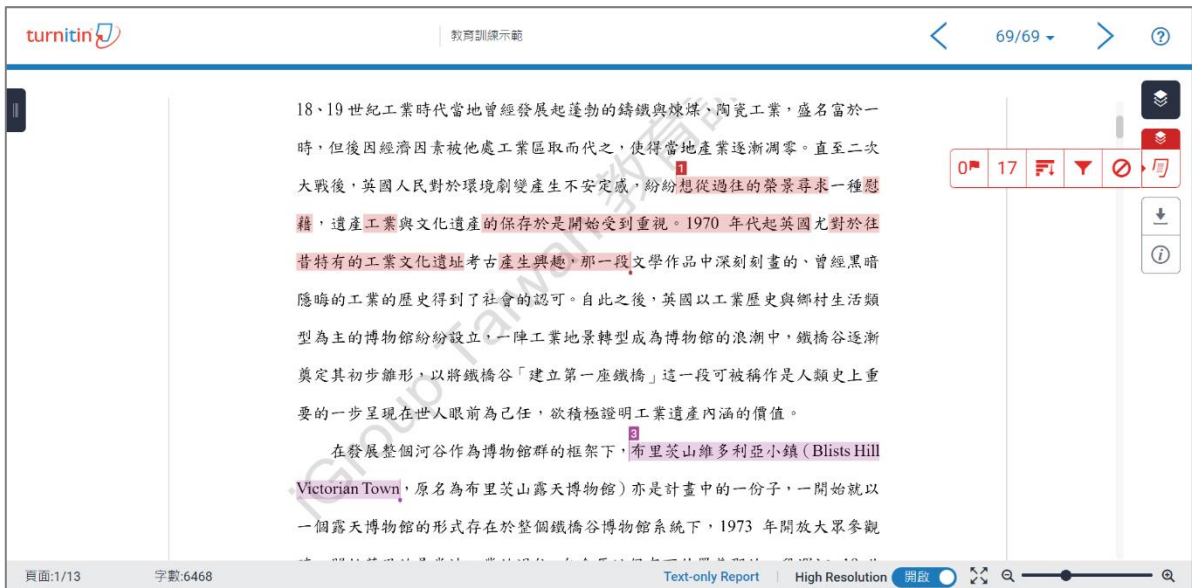 turnitin
教育訓練示範
69/69
18、19 世紀工業時代當地曾經發展起蓬勃的鑄鐵與煉煤、陶瓷工業，盛名富於一
時，但後因經濟因素被他處工業區取而代之，使得當地產業逐漸凋零。直至二次
1
大戰後，英國人民對於環境劇變產生不安定感，紛紛想從過往的榮景尋求一種慰
0 17
藉，遺產工業與文化遺產的保存於是開始受到重視。1970 年代起英國尤對於往
昔特有的工業文化遺址考古產生興趣，那一段文學作品中深刻刻畫的、曾經黑暗
隱晦的工業的歷史得到了社會的認可。自此之後，英國以工業歷史與鄉村生活類
型為主的博物館紛紛設立，一陣工業地景轉型成為博物館的浪潮中，鐵橋谷逐漸
奠定其初步雛形，以將鐵橋谷「建立第一座鐵橋」這一段可被稱作是人類史上重
要的一步呈現在世人眼前為己任，欲積極證明工業遺產內涵的價值。
3
在發展整個河谷作為博物館群的框架下，布里茨山維多利亞小鎮（Blists Hill
Victorian Town，原名為布里茨山露天博物館）亦是計畫中的一份子，一開始就以
一個露天博物館的形式存在於整個鐵橋谷博物館系統下，1973 年開放大眾參觀
iGroup Taiwan 教育訓
頁面:1/13 字數:6468 Text-only Report High Resolution 開啟